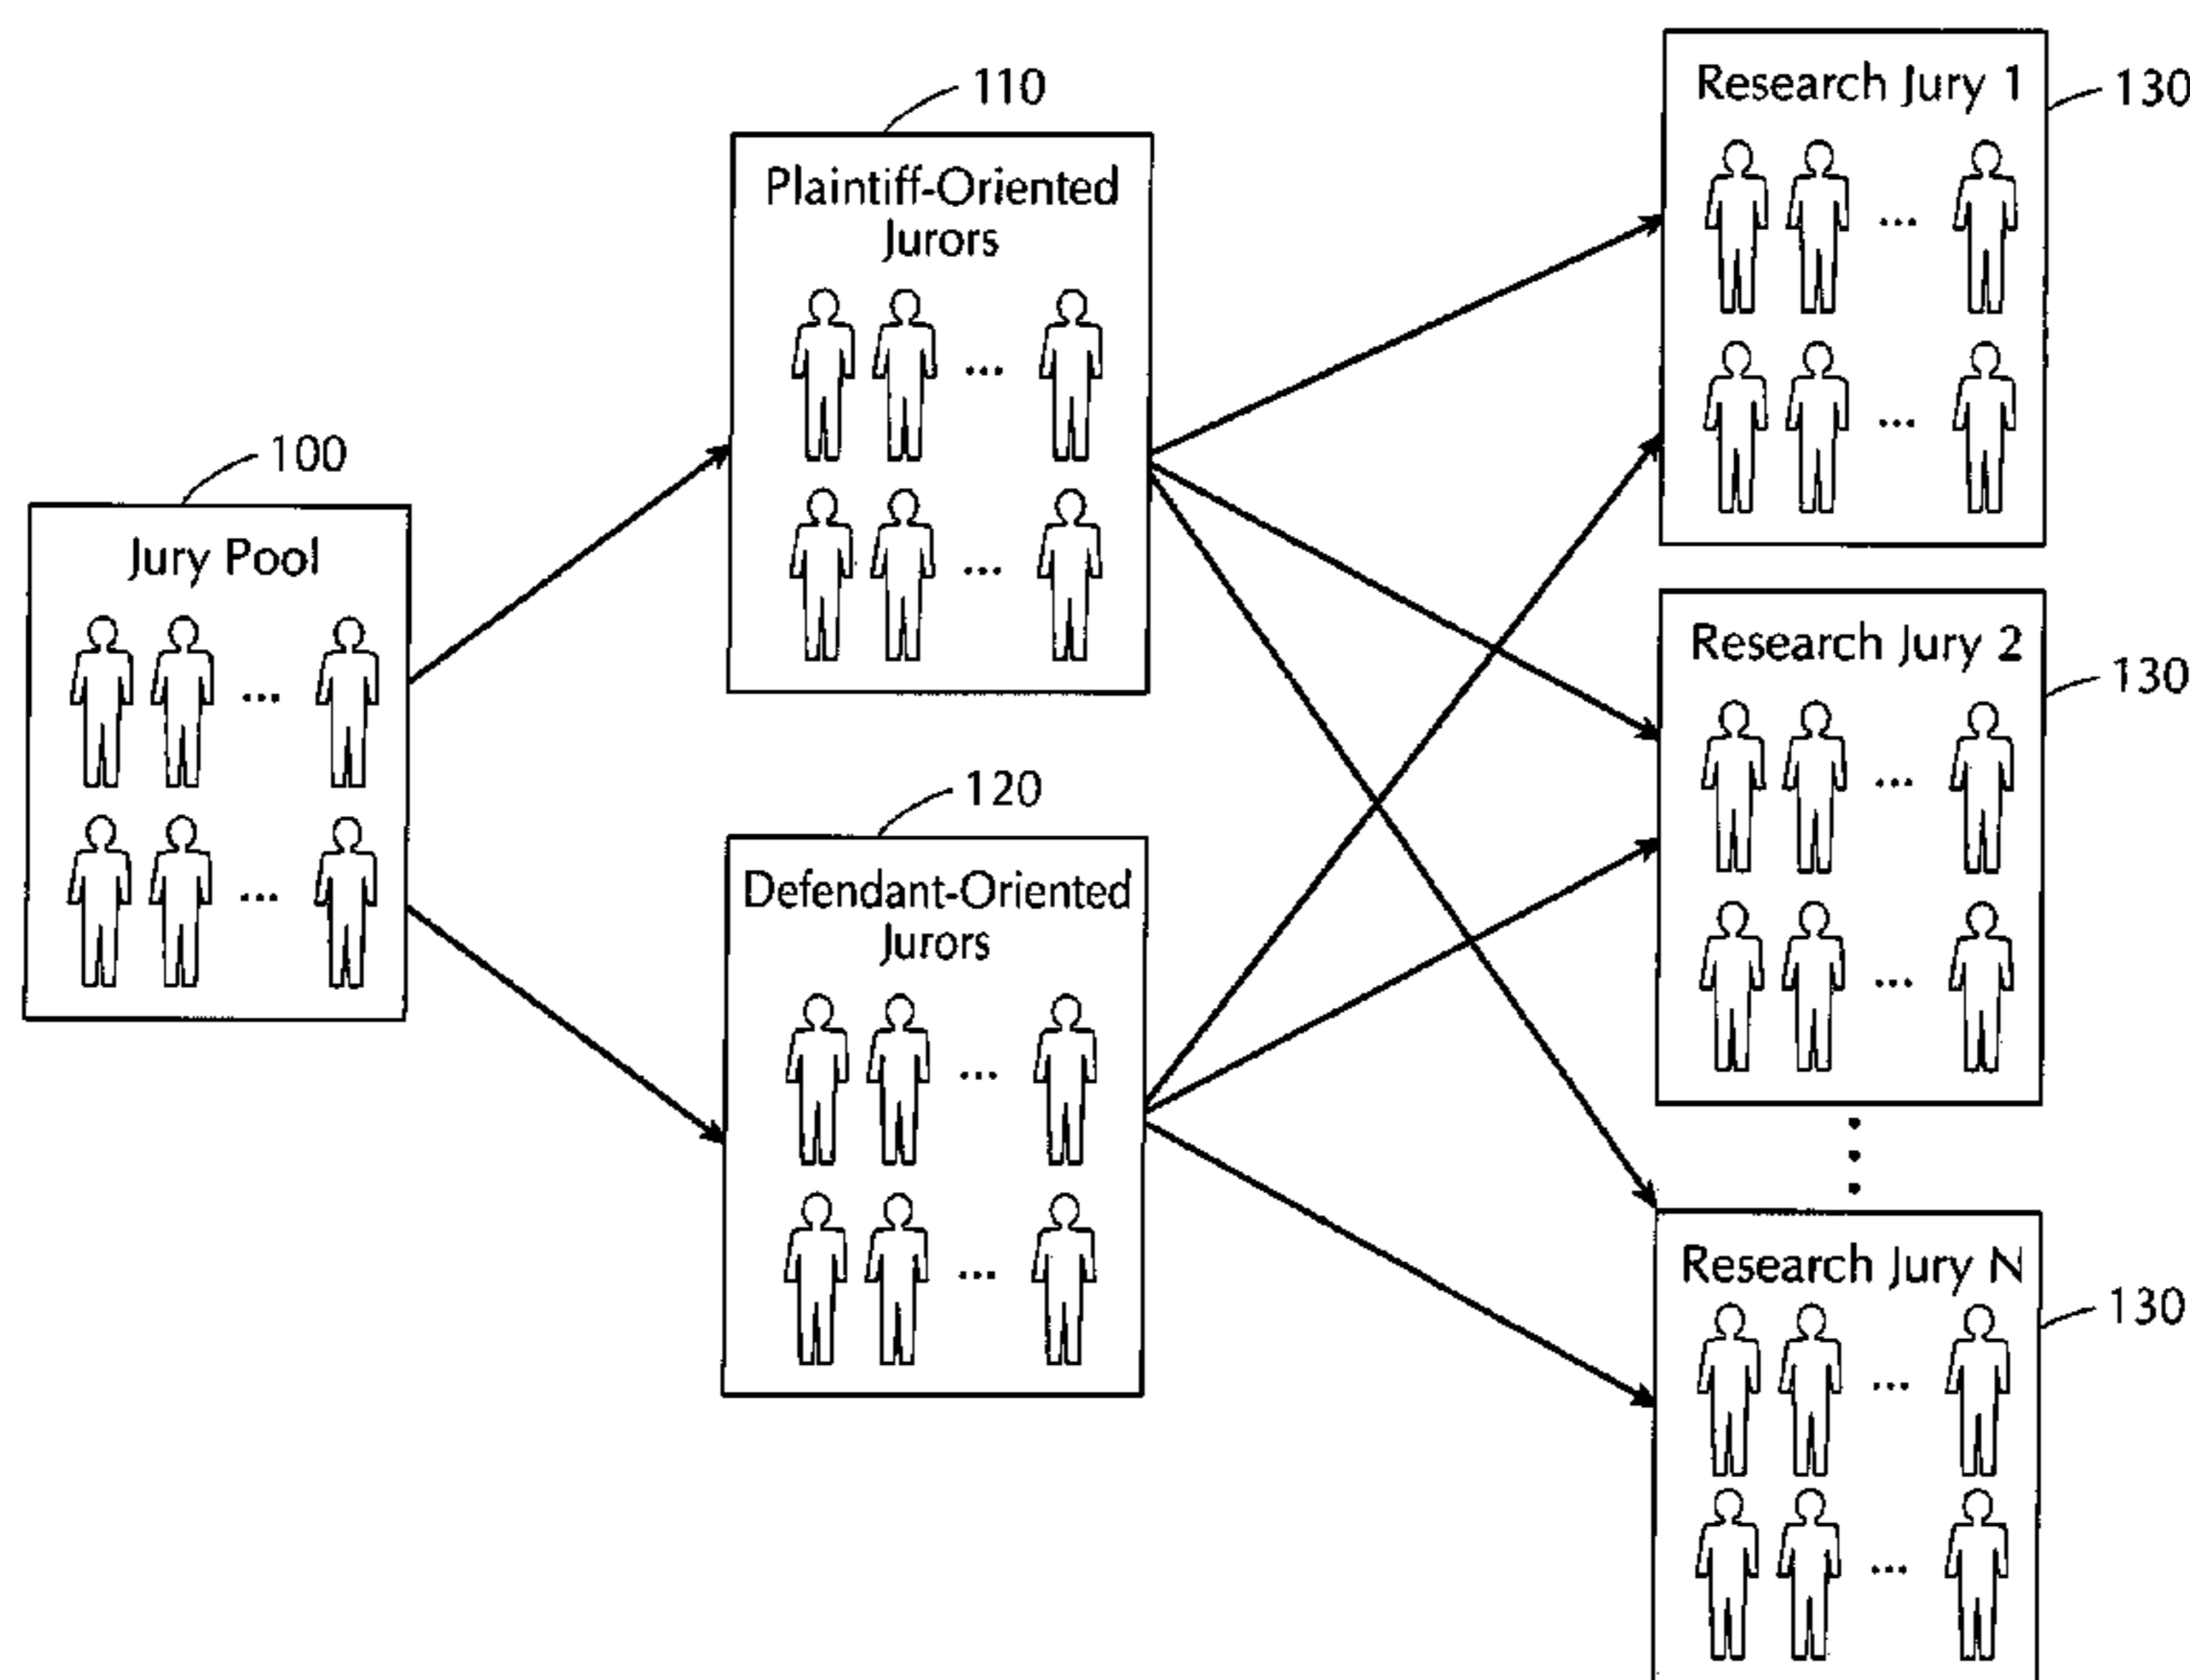 100
Jury Pool
...
...
110
Plaintiff-Oriented
Jurors
...
...
120
Defendant-Oriented
Jurors
...
...
Research Jury 1
130
...
...
Research Jury 2
130
...
...
Research Jury N
130
...
...